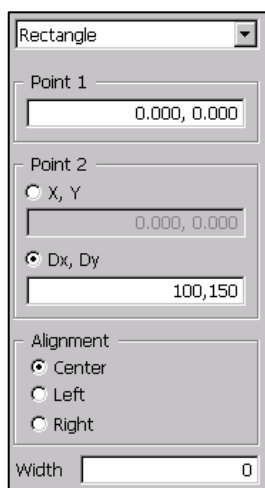 Rectangle
Point 1
0.000, 0.000
Point 2
X, Y
0.000, 0.000
Dx, Dy
100,150
Alignment
Center
Left
Right
Width 0